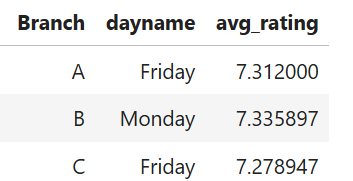 Branch dayname avg_rating
A Friday 7.312000
B Monday 7.335897
C Friday 7.278947